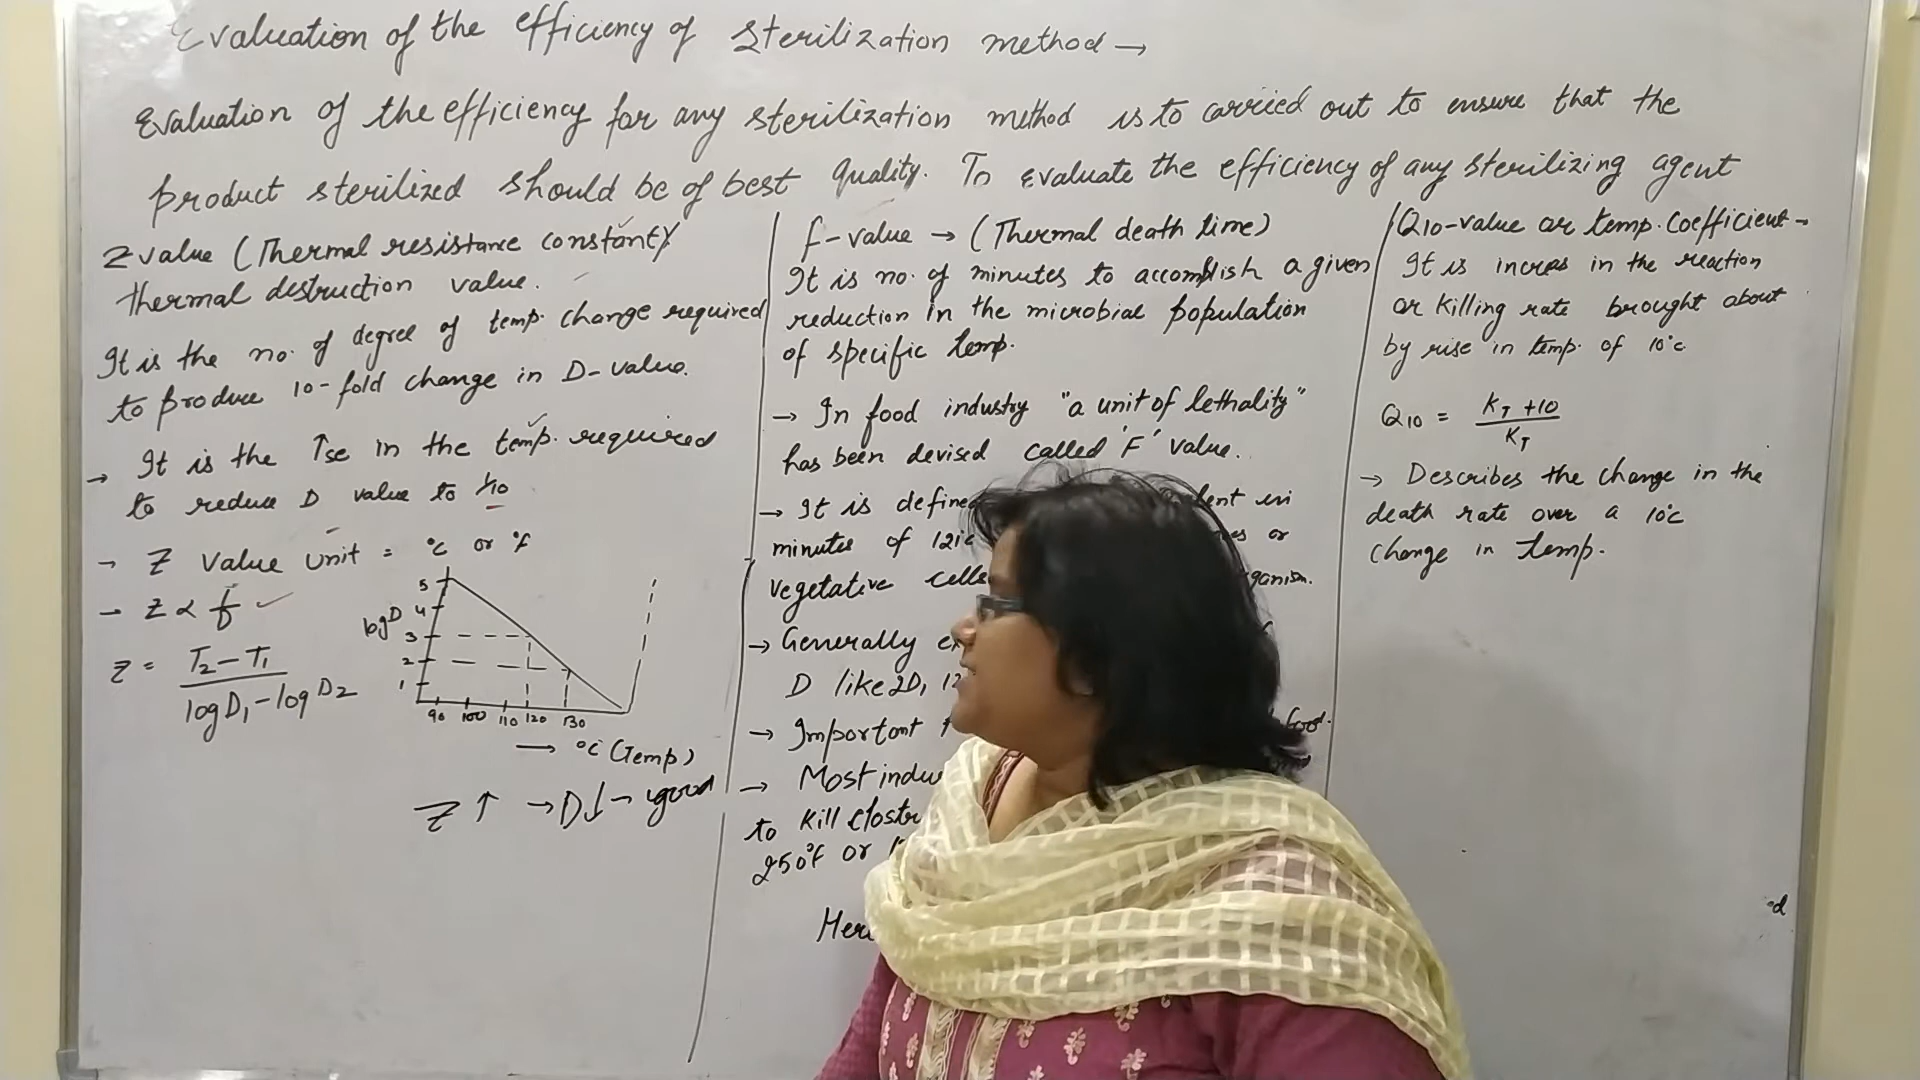 Evaluation of the efficiency of sterilization method →
Evaluation of the efficiency for any sterilization method is to carried out to ensure that the
product sterilized should be of best quality. To Evaluate the efficiency of any sterilizing agent
Z value (Thermal resistance constant)
thermal destruction value.
It is the no. of degree of temp. change required
to produce 10-fold change in D-value.
→ It is the ↑se in the temp. required
to reduce D value to 1/10
→ Z value unit = °C or °F
→ Z ∝ 1/D
Z = T2 - T1 / log D1 - log D2
log D
5
4
3
2
1
90 100 110 120 130
→ °C (Temp)
Z ↑ → D↓ → good
F-value → (Thermal death time)
It is no. of minutes to accomplish a given
reduction in the microbial population
of specific temp.
→ In food industry "a unit of lethality"
has been devised called 'F' value.
→ It is in
minutes of or
vegetative
→ Generally
D like 2D,
→ Important food.
→ Most
to kill
250°F or
Q10-value or temp. coefficient →
It is increas in the reaction
or killing rate brought about
by rise in temp. of 10°C
Q10 = KT +10 / KT
→ Describes the change in the
death rate over a 10°C
change in temp.